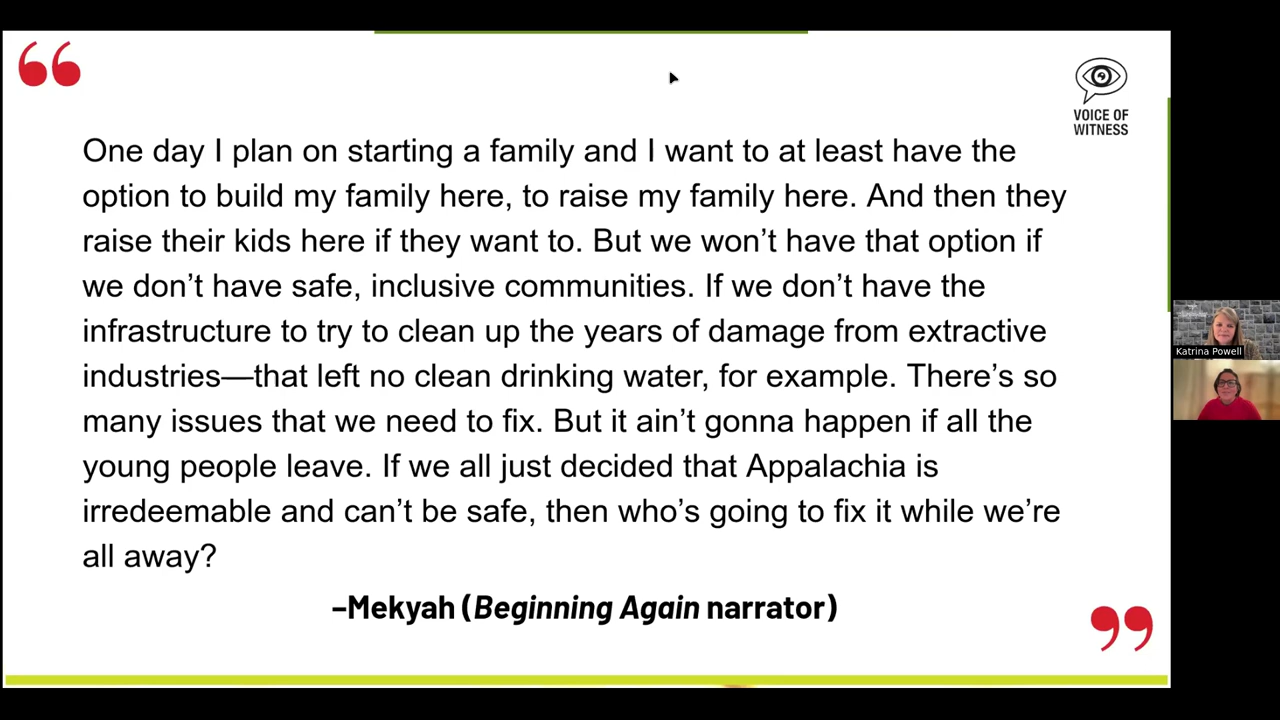 “
VOICE OF
WITNESS
One day I plan on starting a family and I want to at least have the
option to build my family here, to raise my family here. And then they
raise their kids here if they want to. But we won’t have that option if
we don’t have safe, inclusive communities. If we don’t have the
infrastructure to try to clean up the years of damage from extractive
industries—that left no clean drinking water, for example. There’s so
many issues that we need to fix. But it ain’t gonna happen if all the
young people leave. If we all just decided that Appalachia is
irredeemable and can’t be safe, then who’s going to fix it while we’re
all away?
–Mekyah (Beginning Again narrator)
”
Katrina Powell